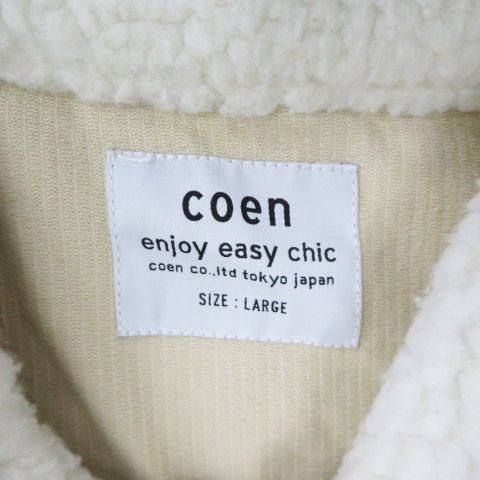 coen
enjoy easy chic
coen co.,ltd tokyo japan
SIZE : LARGE